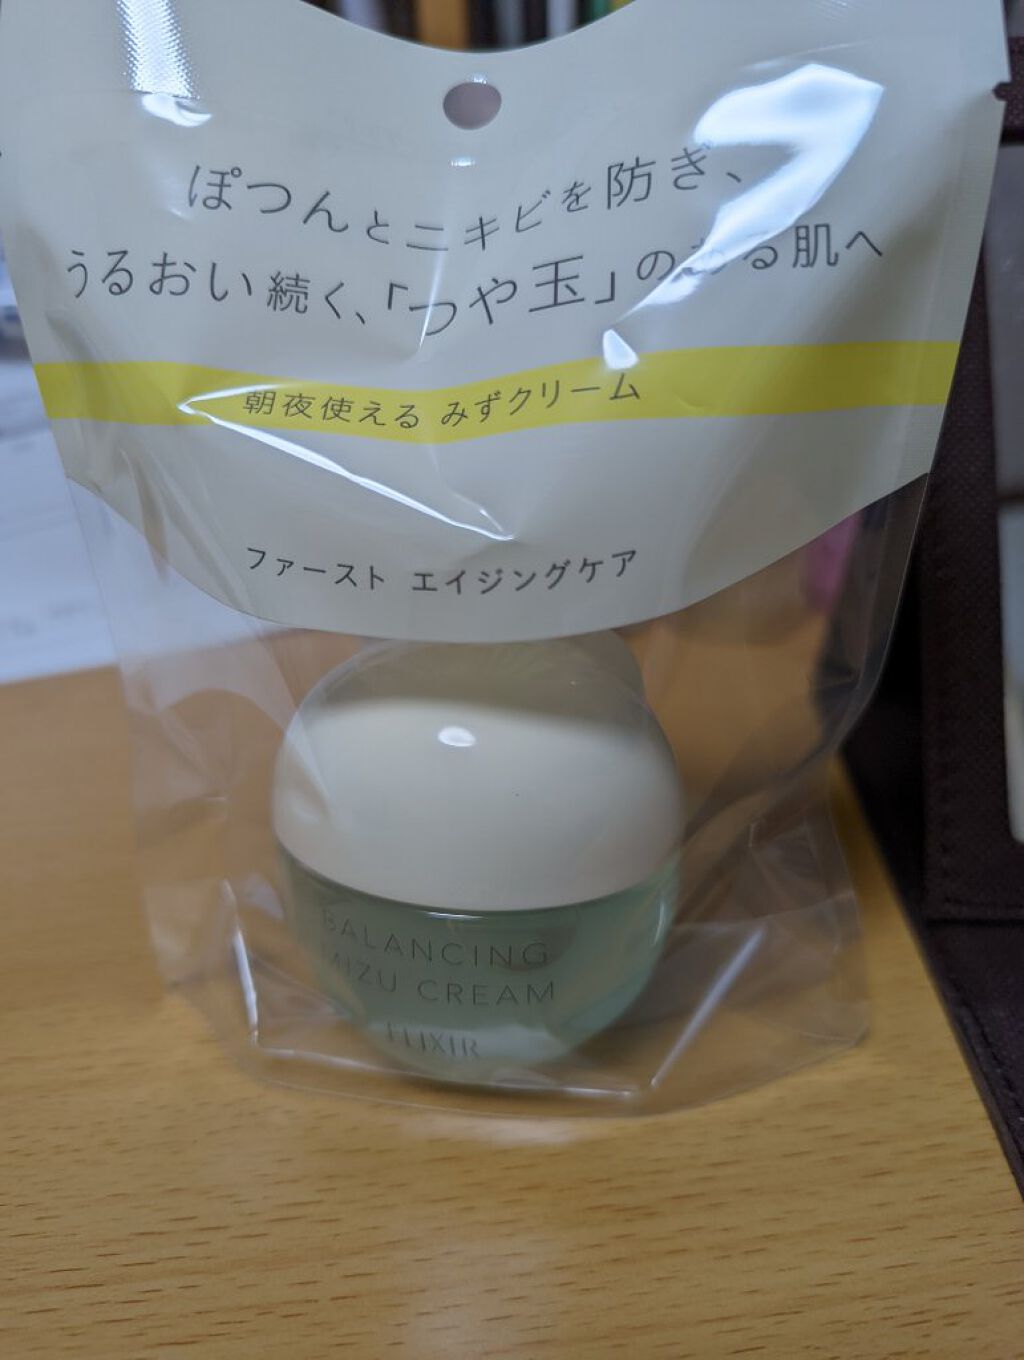 ぽつんとニキビを防ぎ、
うるおい続く、「つや玉」のある肌へ
朝夜使える みずクリーム
ファースト エイジングケア
BALANCING
MIZU CREAM
ELIXIR